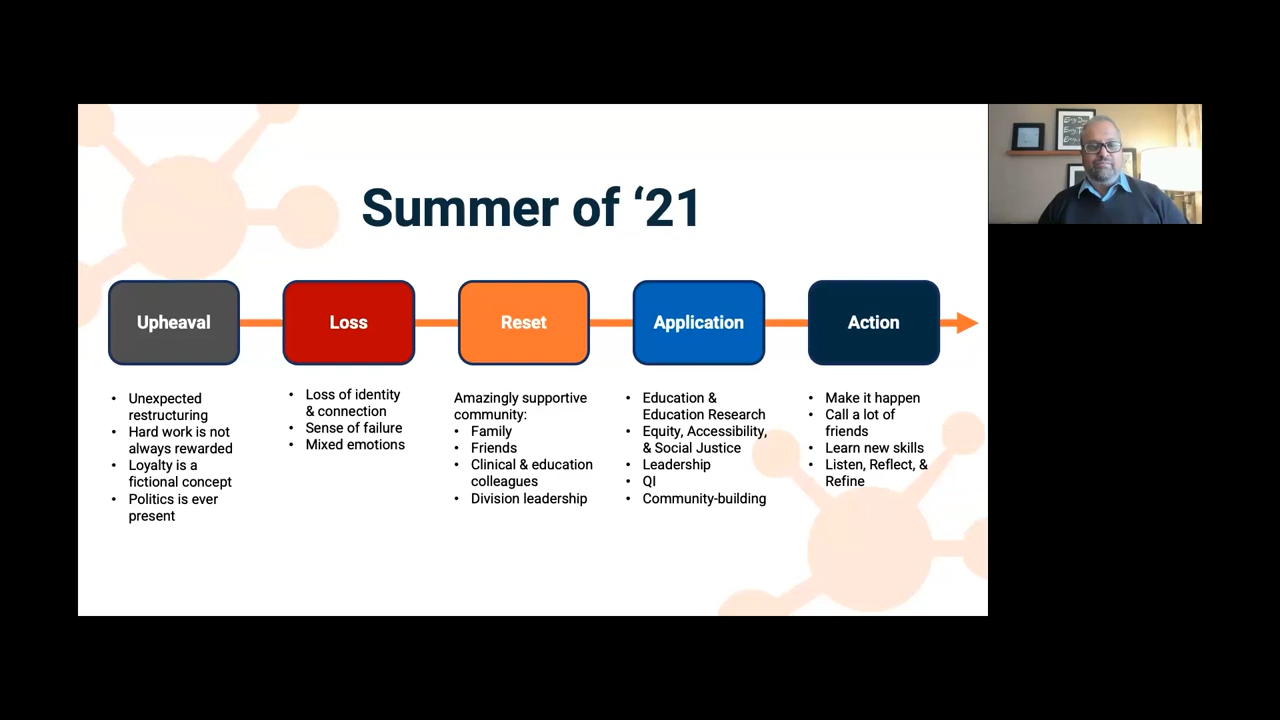 Summer of ‘21
Upheaval
Loss
Reset
Application
Action
• Unexpected
restructuring
• Hard work is not
always rewarded
• Loyalty is a
fictional concept
• Politics is ever
present
• Loss of identity
& connection
• Sense of failure
• Mixed emotions
Amazingly supportive
community:
• Family
• Friends
• Clinical & education
colleagues
• Division leadership
• Education &
Education Research
• Equity, Accessibility,
& Social Justice
• Leadership
• QI
• Community-building
• Make it happen
• Call a lot of
friends
• Learn new skills
• Listen, Reflect, &
Refine